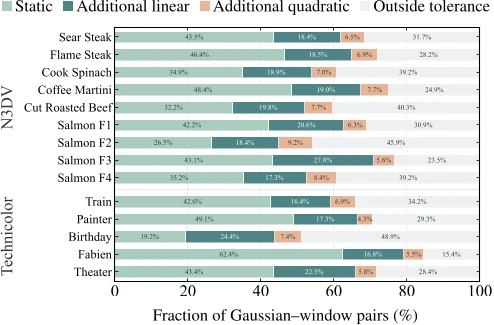 Static Additional linear Additional quadratic Outside tolerance
N3DV
Sear Steak 43.5% 18.4% 6.5% 31.7%
Flame Steak 46.4% 18.5% 6.9% 28.2%
Cook Spinach 34.9% 18.9% 7.0% 39.2%
Coffee Martini 48.4% 19.0% 7.7% 24.9%
Cut Roasted Beef 32.2% 19.8% 7.7% 40.3%
Salmon F1 42.2% 20.6% 6.3% 30.9%
Salmon F2 26.5% 18.4% 9.2% 45.9%
Salmon F3 43.1% 27.8% 5.6% 23.5%
Salmon F4 35.2% 17.3% 8.4% 39.2%
Technicolor
Train 42.6% 16.4% 6.9% 34.2%
Painter 49.1% 17.3% 4.3% 29.3%
Birthday 19.2% 24.4% 7.4% 48.9%
Fabien 62.4% 16.8% 5.5% 15.4%
Theater 43.4% 22.5% 5.8% 28.4%
0 20 40 60 80 100
Fraction of Gaussian–window pairs (%)